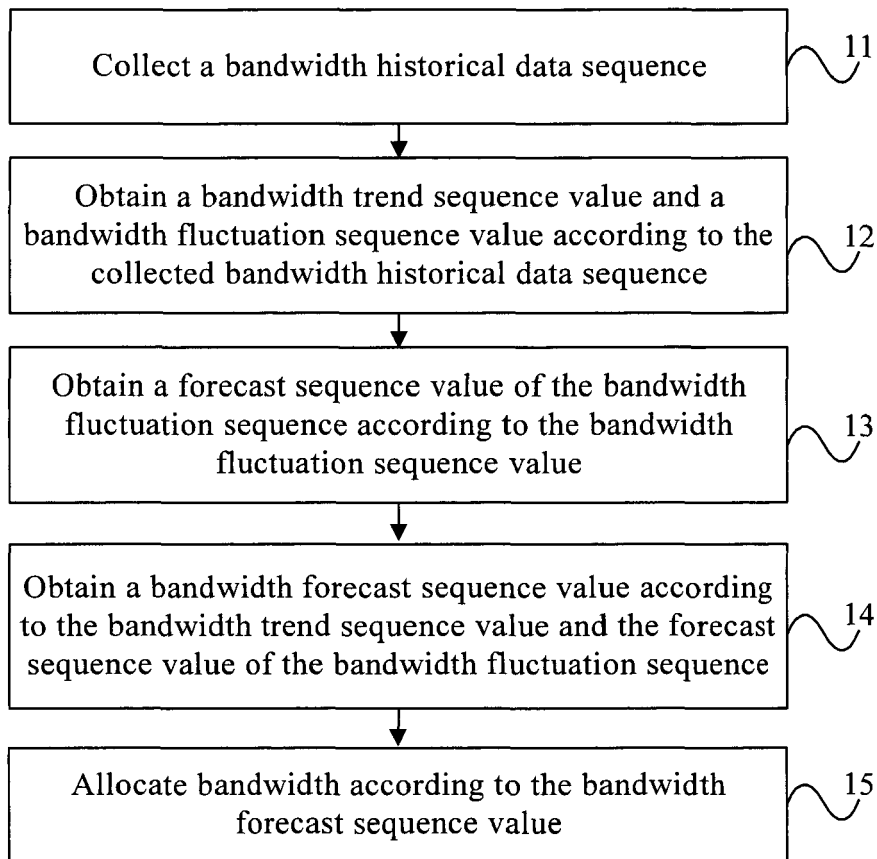 Collect a bandwidth historical data sequence
11
Obtain a bandwidth trend sequence value and a
bandwidth fluctuation sequence value according to the
collected bandwidth historical data sequence
12
Obtain a forecast sequence value of the bandwidth
fluctuation sequence according to the bandwidth
fluctuation sequence value
13
Obtain a bandwidth forecast sequence value according
to the bandwidth trend sequence value and the forecast
sequence value of the bandwidth fluctuation sequence
14
Allocate bandwidth according to the bandwidth
forecast sequence value
15